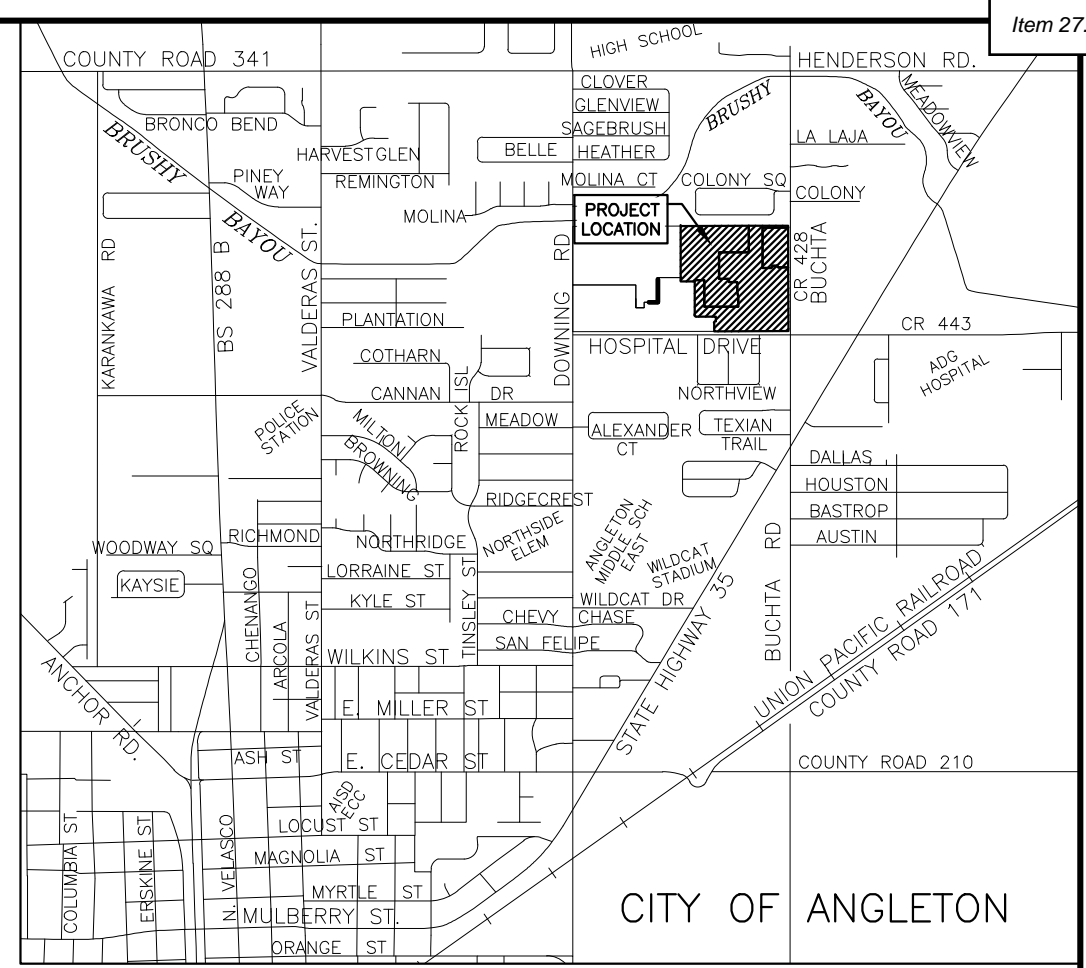 Item 27.
COUNTY ROAD 341
HIGH SCHOOL
HENDERSON RD.
CLOVER
GLENVIEW
SAGEBRUSH
HEATHER
BELLE
BRUSHY
BAYOU
MEADOWVIEW
BRONCO BEND
BRUSHY
BAYOU
HARVEST GLEN
REMINGTON
PINEY
WAY
LA LAJA
MOLINA CT
COLONY SQ
COLONY
MOLINA
PROJECT
LOCATION
KARANKAWA RD
BS 288 B
VALDERAS ST.
DOWNING RD
CR 428
BUCHTA
PLANTATION
CR 443
HOSPITAL DRIVE
COTHARN
CANNAN DR
ROCK ISL
NORTHVIEW
ADG
HOSPITAL
POLICE
STATION
MILTON
BROWNING
MEADOW
ALEXANDER
CT
TEXIAN
TRAIL
DALLAS
HOUSTON
BASTROP
AUSTIN
RIDGECREST
RICHMOND
NORTHRIDGE
NORTHSIDE
ELEM
ANGLETON
MIDDLE SCH
EAST
WILDCAT
STADIUM
WOODWAY SQ
KAYSIE
LORRAINE ST
KYLE ST
TINSLEY ST
WILDCAT DR
CHEVY CHASE
SAN FELIPE
CHENANGO
ARCOLA
VALDERAS ST
WILKINS ST
STATE HIGHWAY 35
BUCHTA RD
UNION PACIFIC RAILROAD
COUNTY ROAD 171
ANCHOR RD.
E. MILLER ST
ASH ST
E. CEDAR ST
COUNTY ROAD 210
AISD
ECC
LOCUST ST
COLUMBIA ST
ERSKINE ST
N. VELASCO
MAGNOLIA ST
MYRTLE ST
MULBERRY ST.
ORANGE ST
CITY OF ANGLETON